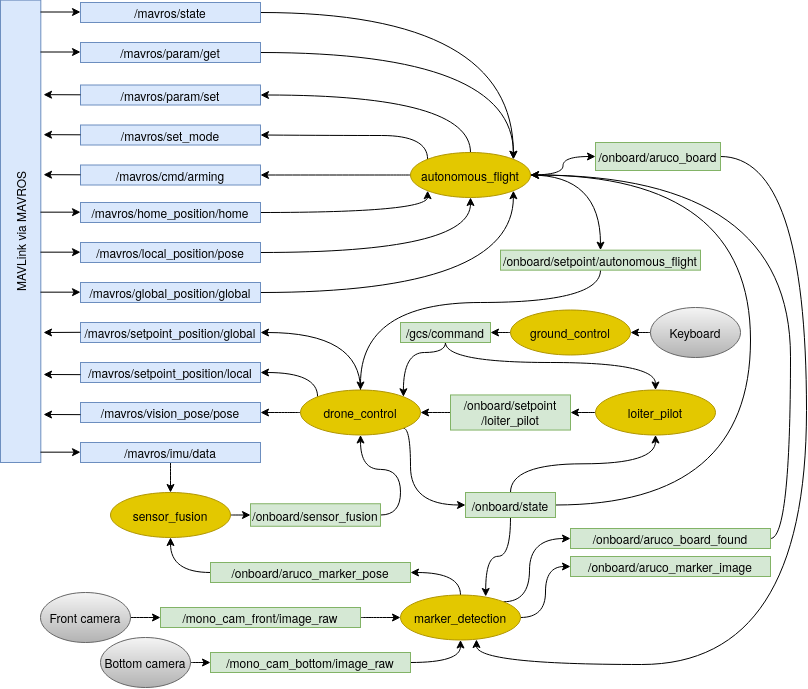 MAVLink via MAVROS
/mavros/state
/mavros/param/get
/mavros/param/set
/mavros/set_mode
/mavros/cmd/arming
/mavros/home_position/home
/mavros/local_position/pose
/mavros/global_position/global
/mavros/setpoint_position/global
/mavros/setpoint_position/local
/mavros/vision_pose/pose
/mavros/imu/data
autonomous_flight
/onboard/aruco_board
/onboard/setpoint/autonomous_flight
/gcs/command
ground_control
Keyboard
drone_control
/onboard/setpoint
/loiter_pilot
loiter_pilot
/onboard/state
sensor_fusion
/onboard/sensor_fusion
/onboard/aruco_board_found
/onboard/aruco_marker_image
/onboard/aruco_marker_pose
Front camera
/mono_cam_front/image_raw
marker_detection
Bottom camera
/mono_cam_bottom/image_raw